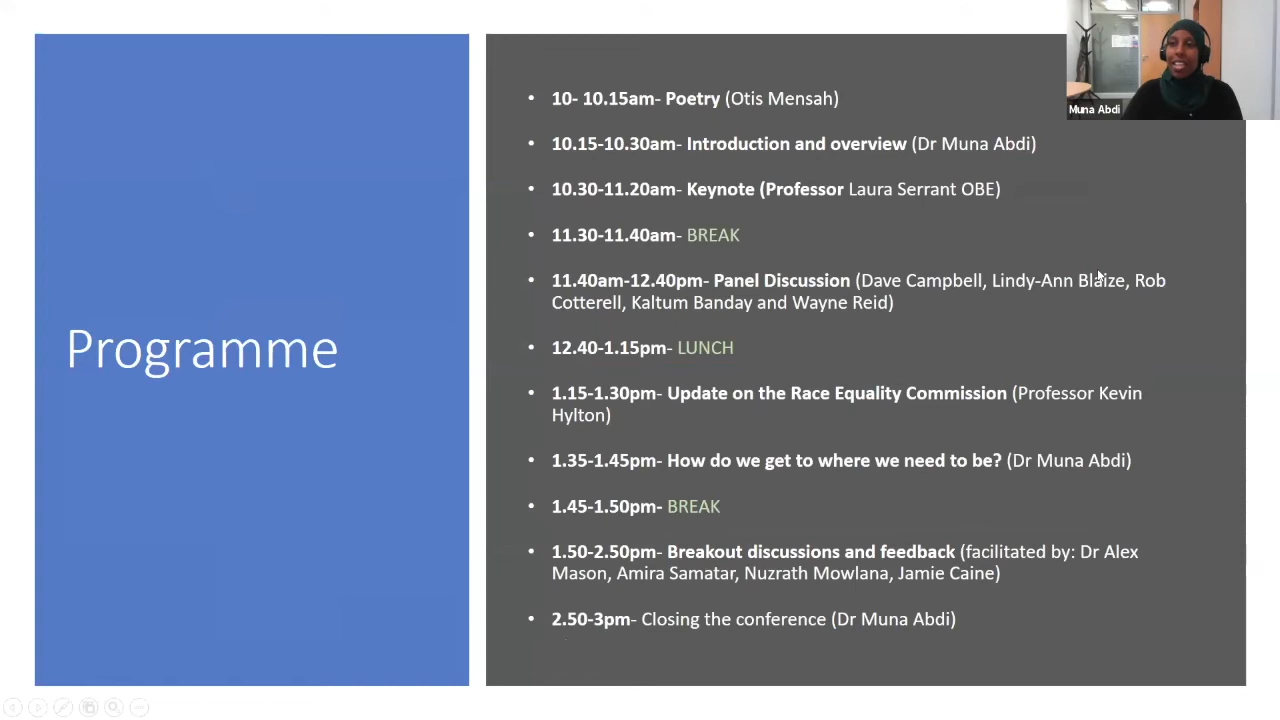 Programme
• 10- 10.15am- Poetry (Otis Mensah)
• 10.15-10.30am- Introduction and overview (Dr Muna Abdi)
• 10.30-11.20am- Keynote (Professor Laura Serrant OBE)
• 11.30-11.40am- BREAK
• 11.40am-12.40pm- Panel Discussion (Dave Campbell, Lindy-Ann Blaize, Rob
Cotterell, Kaltum Banday and Wayne Reid)
• 12.40-1.15pm- LUNCH
• 1.15-1.30pm- Update on the Race Equality Commission (Professor Kevin
Hylton)
• 1.35-1.45pm- How do we get to where we need to be? (Dr Muna Abdi)
• 1.45-1.50pm- BREAK
• 1.50-2.50pm- Breakout discussions and feedback (facilitated by: Dr Alex
Mason, Amira Samatar, Nuzrath Mowlana, Jamie Caine)
• 2.50-3pm- Closing the conference (Dr Muna Abdi)
Muna Abdi